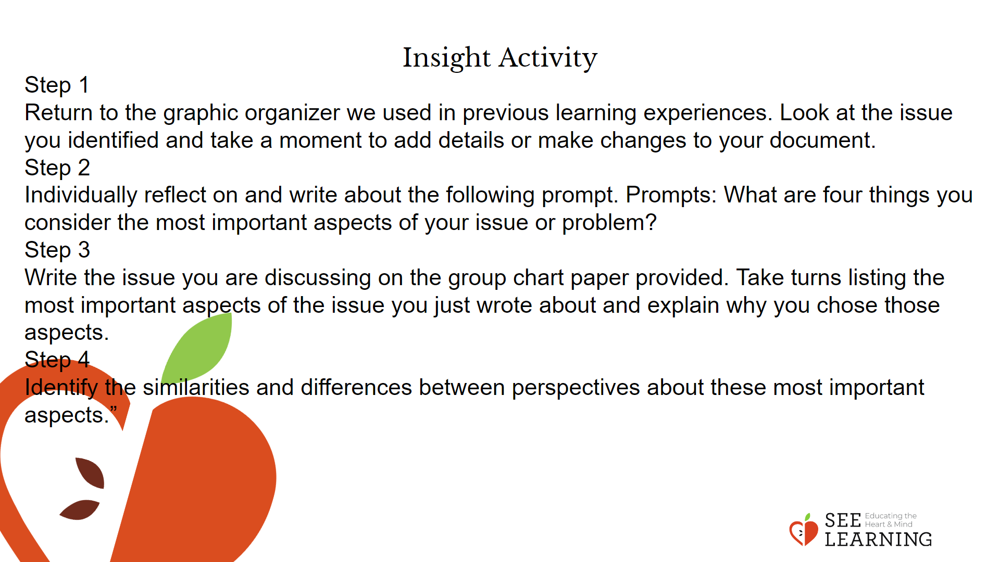 Insight Activity
Step 1
Return to the graphic organizer we used in previous learning experiences. Look at the issue
you identified and take a moment to add details or make changes to your document.
Step 2
Individually reflect on and write about the following prompt. Prompts: What are four things you
consider the most important aspects of your issue or problem?
Step 3
Write the issue you are discussing on the group chart paper provided. Take turns listing the
most important aspects of the issue you just wrote about and explain why you chose those
aspects.
Step 4
Identify the similarities and differences between perspectives about these most important
aspects.”
SEE Educating the
Heart & Mind
LEARNING